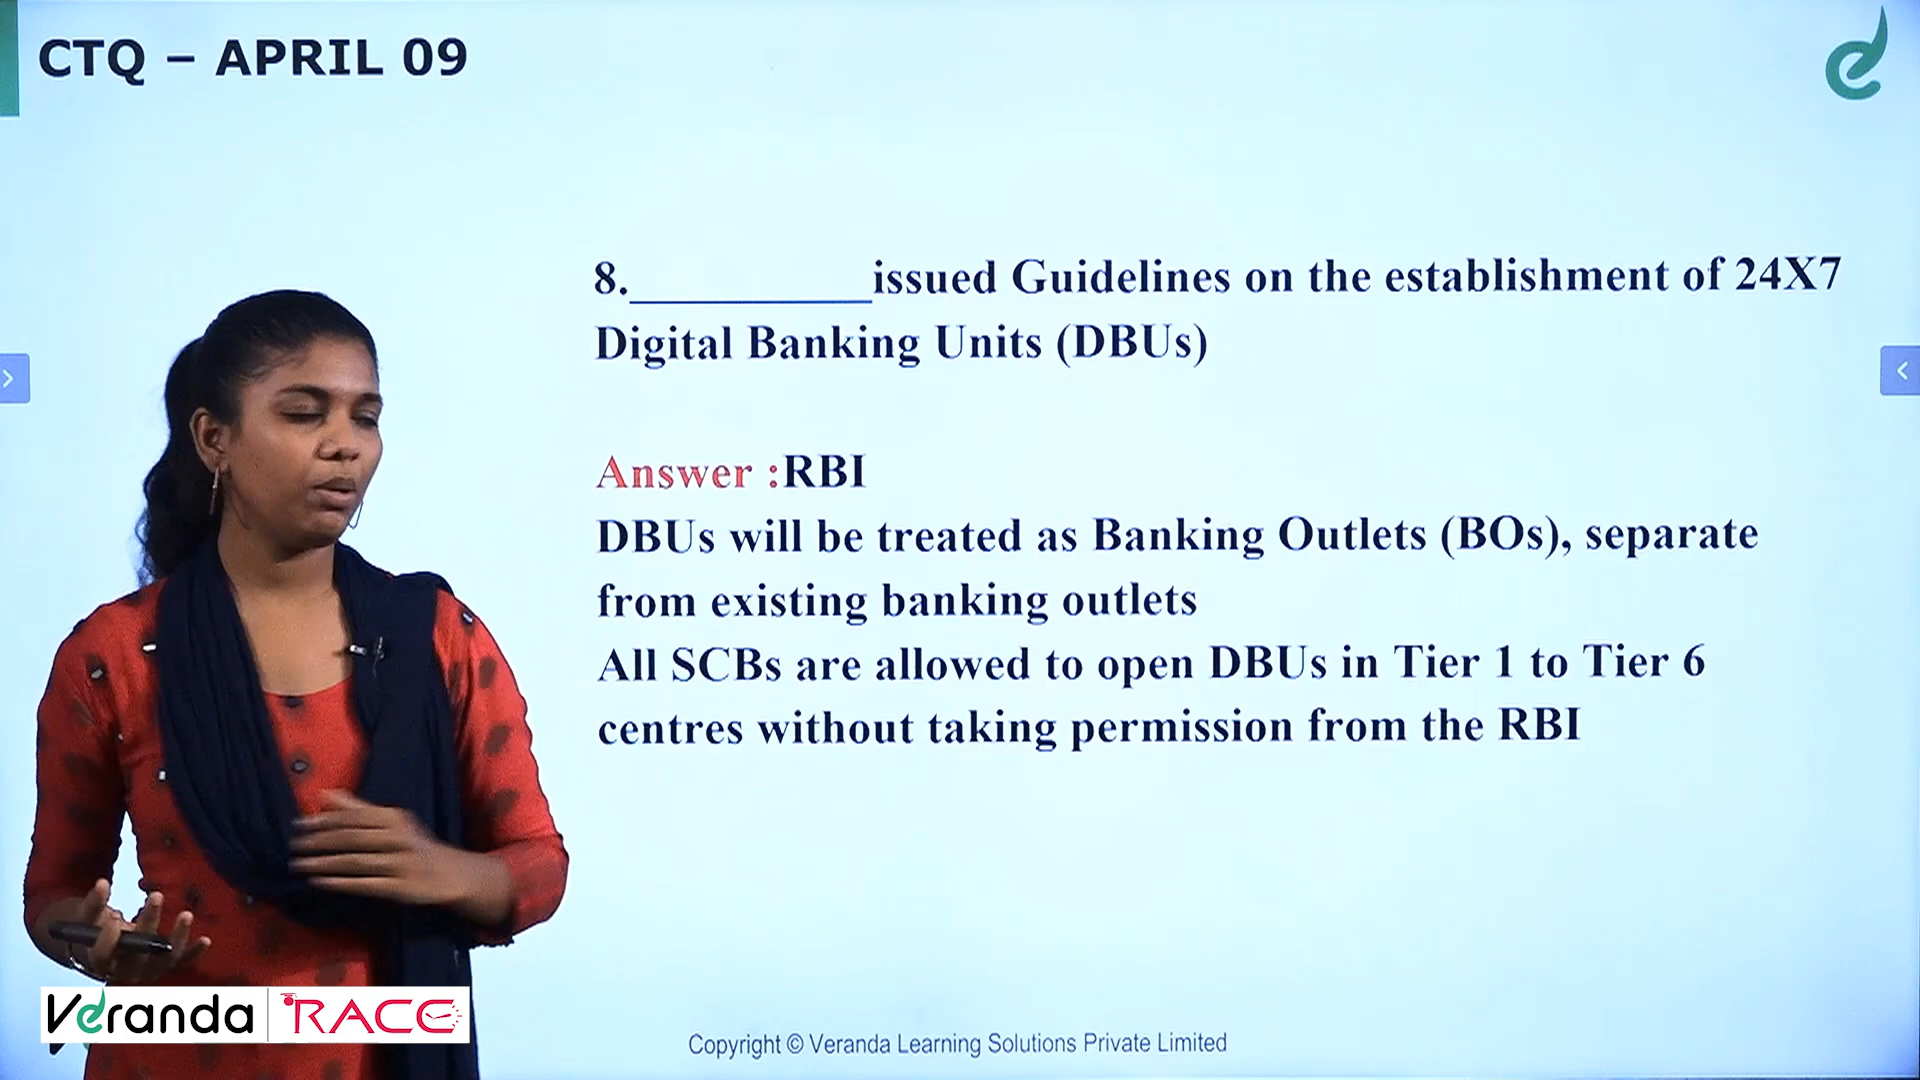 CTQ – APRIL 09
8.__________issued Guidelines on the establishment of 24X7
Digital Banking Units (DBUs)
Answer :RBI
DBUs will be treated as Banking Outlets (BOs), separate
from existing banking outlets
All SCBs are allowed to open DBUs in Tier 1 to Tier 6
centres without taking permission from the RBI
Veranda RACE
Copyright © Veranda Learning Solutions Private Limited